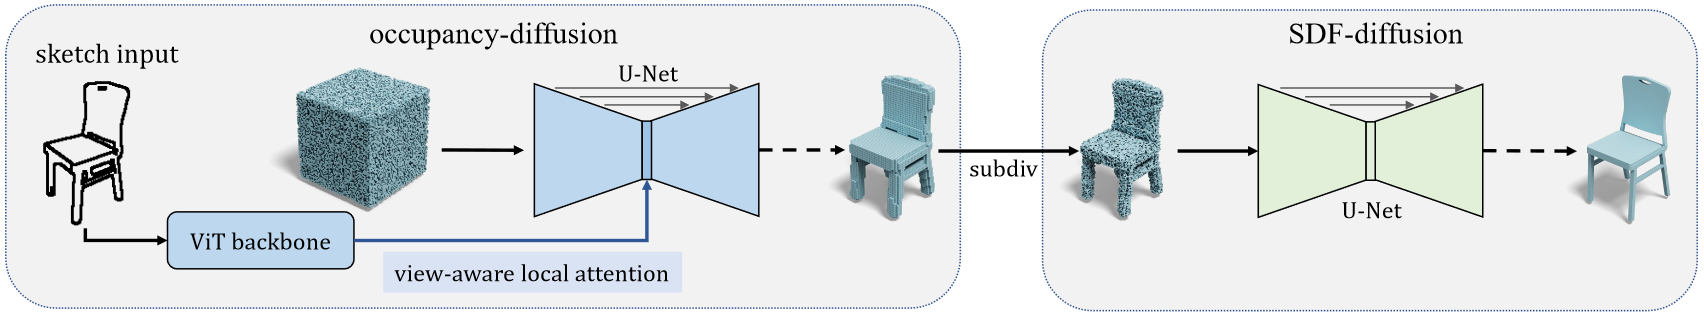 occupancy-diffusion
sketch input
U-Net
ViT backbone
view-aware local attention
subdiv
SDF-diffusion
U-Net